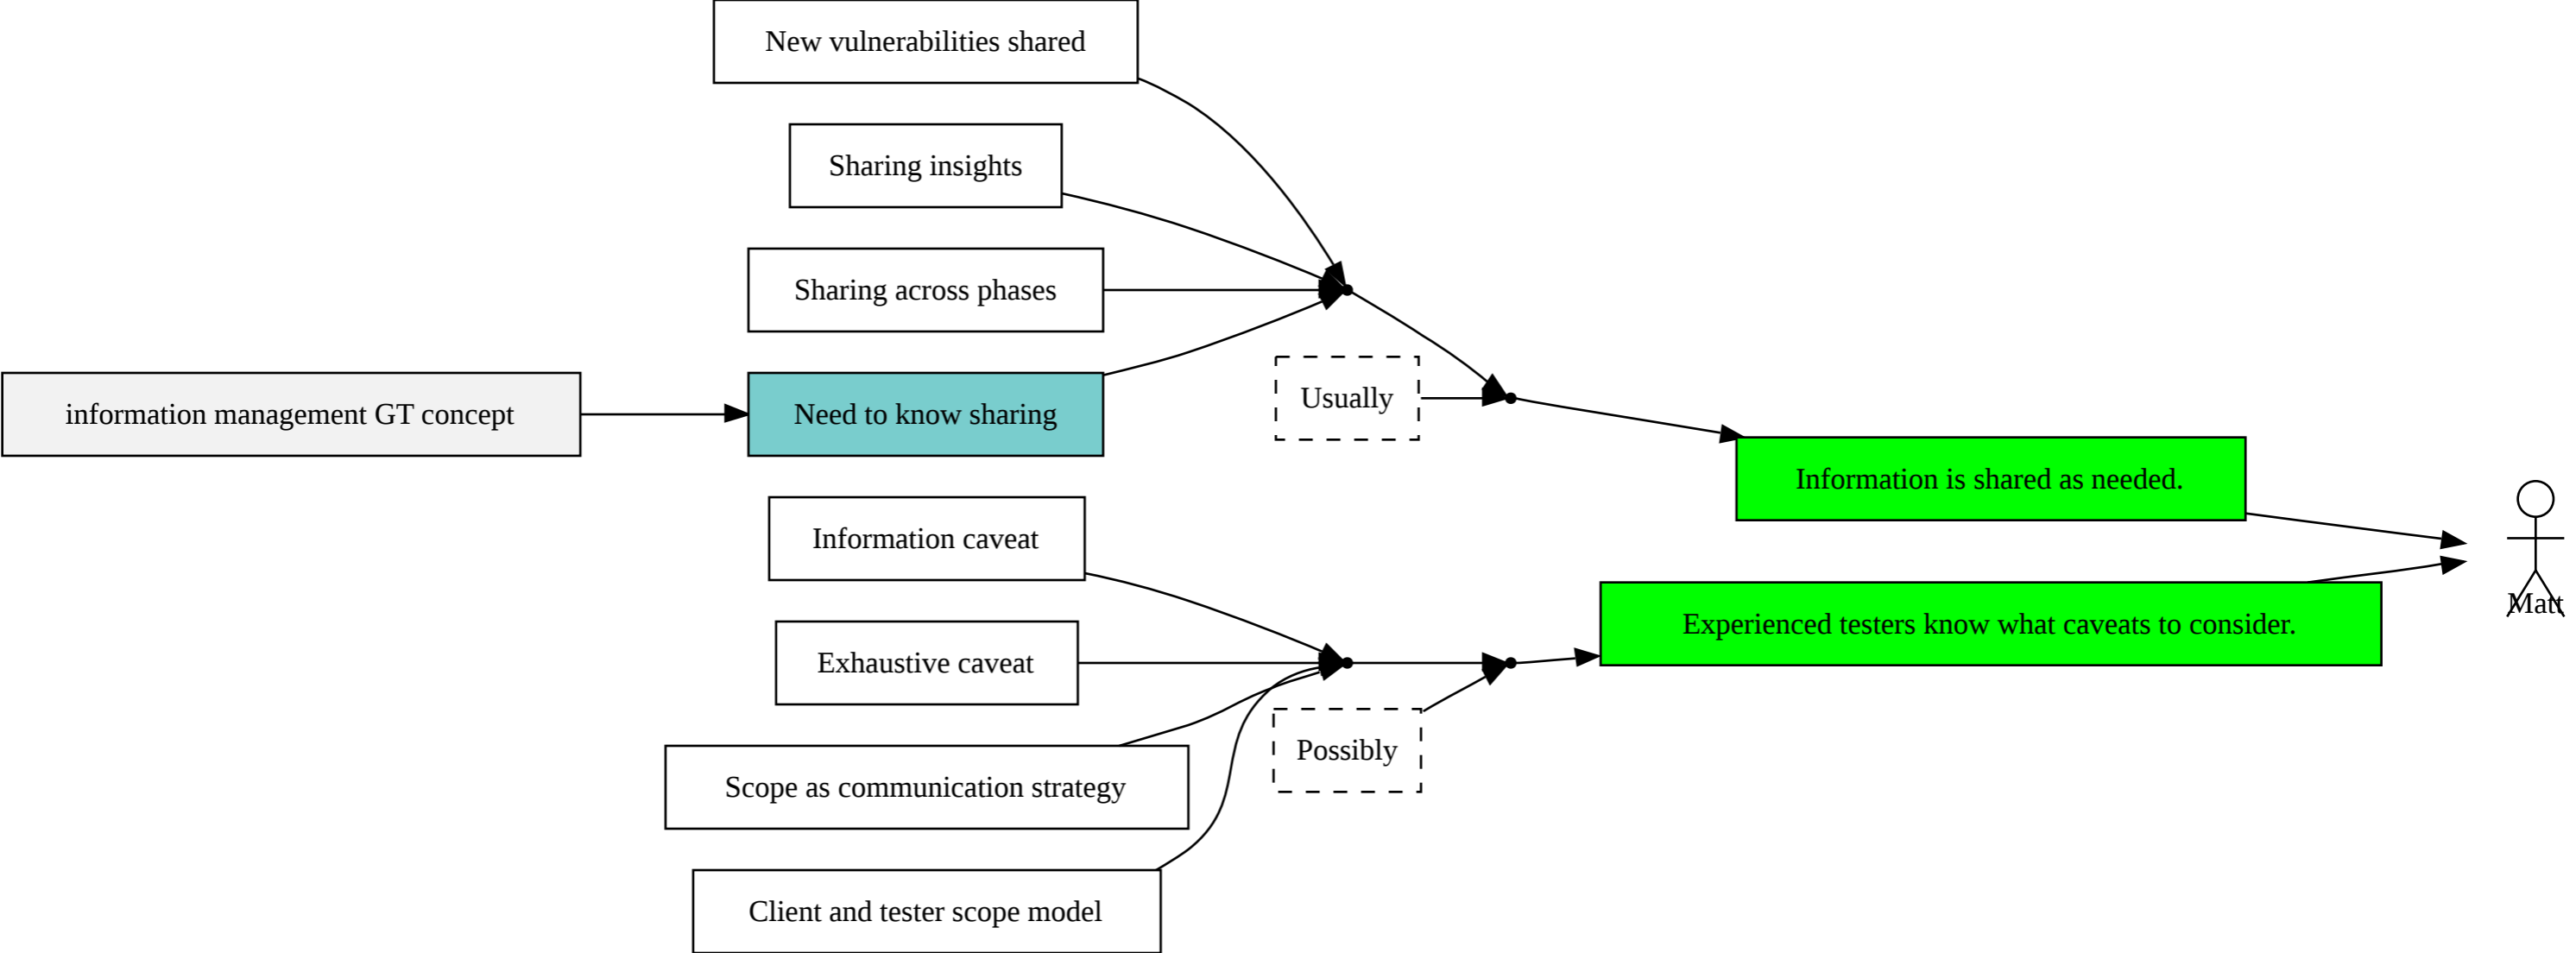 New vulnerabilities shared
Sharing insights
Sharing across phases
information management GT concept
Need to know sharing
Usually
Information is shared as needed.
Information caveat
Exhaustive caveat
Experienced testers know what caveats to consider.
Matt
Possibly
Scope as communication strategy
Client and tester scope model